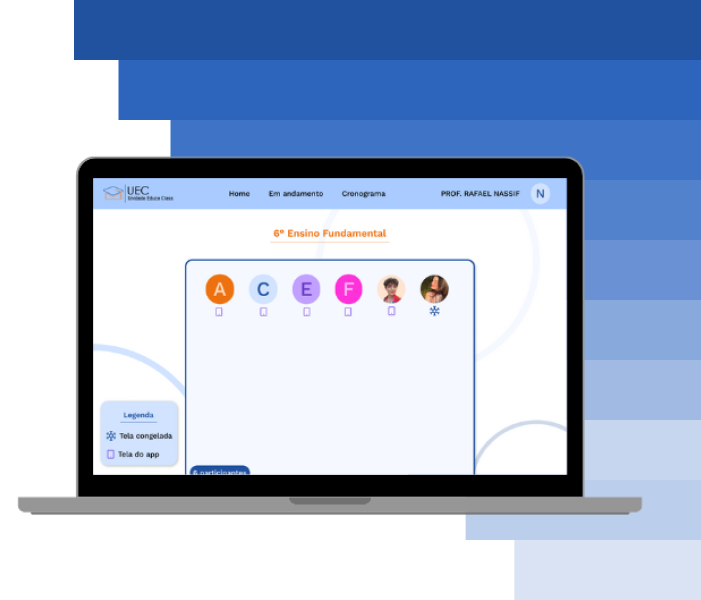 UEC
Unidade Educa Class
Home
Em andamento
Cronograma
PROF. RAFAEL NASSIF
N
6º Ensino Fundamental
A
C
E
F
Legenda
Tela congelada
Tela do app
6 participantes